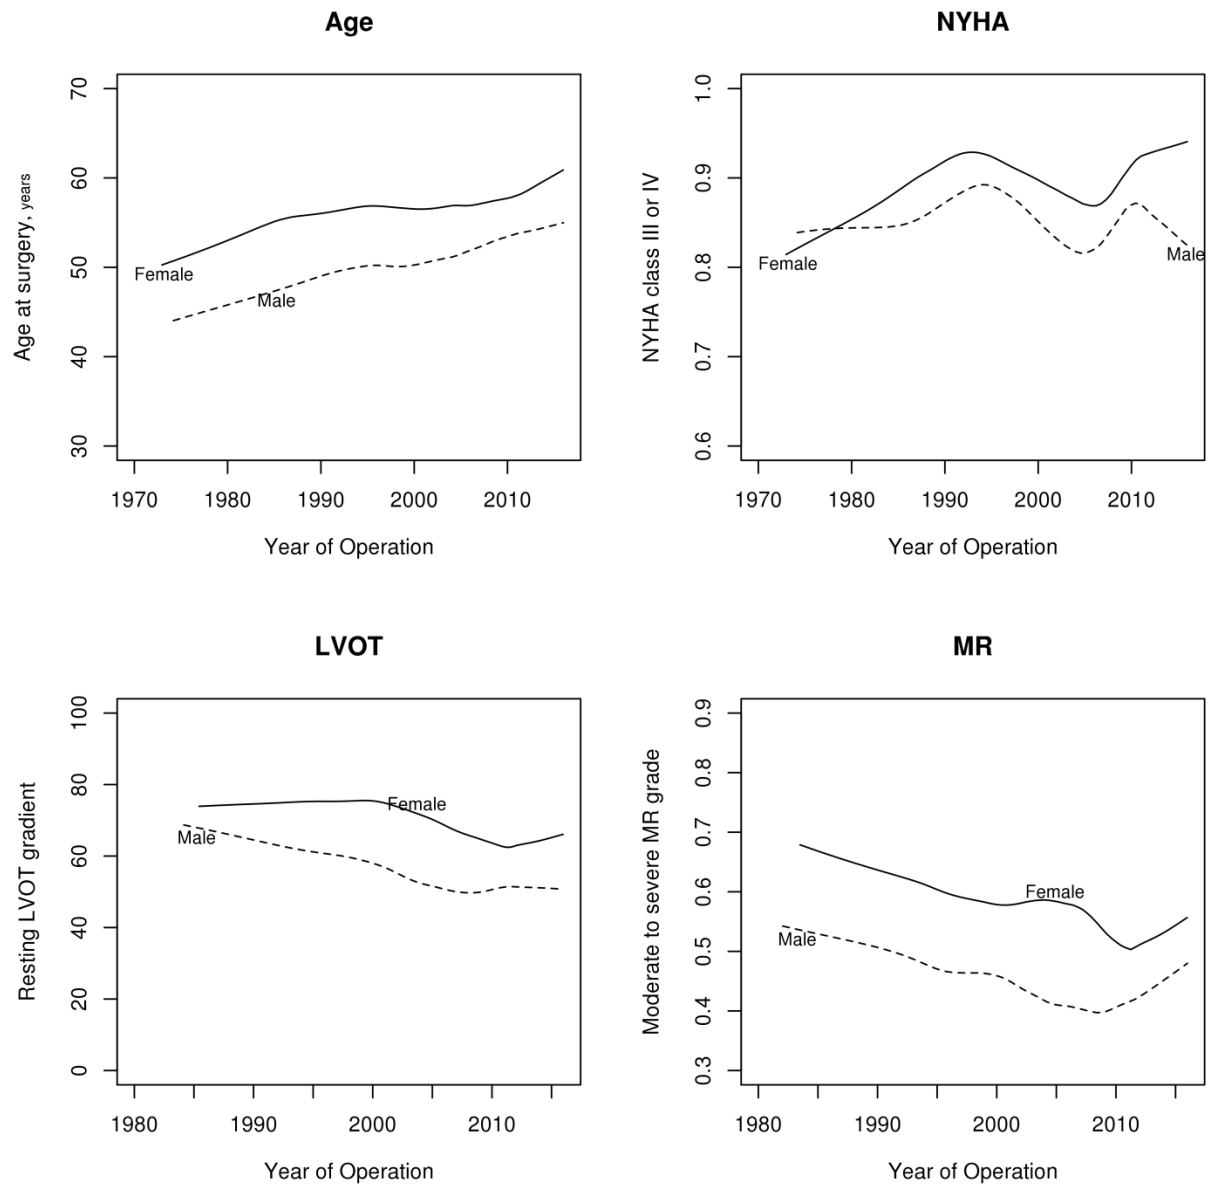 Age
Age at surgery, years
70
60
50
40
30
Female
Male
1970 1980 1990 2000 2010
Year of Operation
NYHA
NYHA class III or IV
1.0
0.9
0.8
0.7
0.6
Female
Male
1970 1980 1990 2000 2010
Year of Operation
LVOT
Resting LVOT gradient
100
80
60
40
20
0
Female
Male
1980 1990 2000 2010
Year of Operation
MR
Moderate to severe MR grade
0.9
0.8
0.7
0.6
0.5
0.4
0.3
Female
Male
1980 1990 2000 2010
Year of Operation